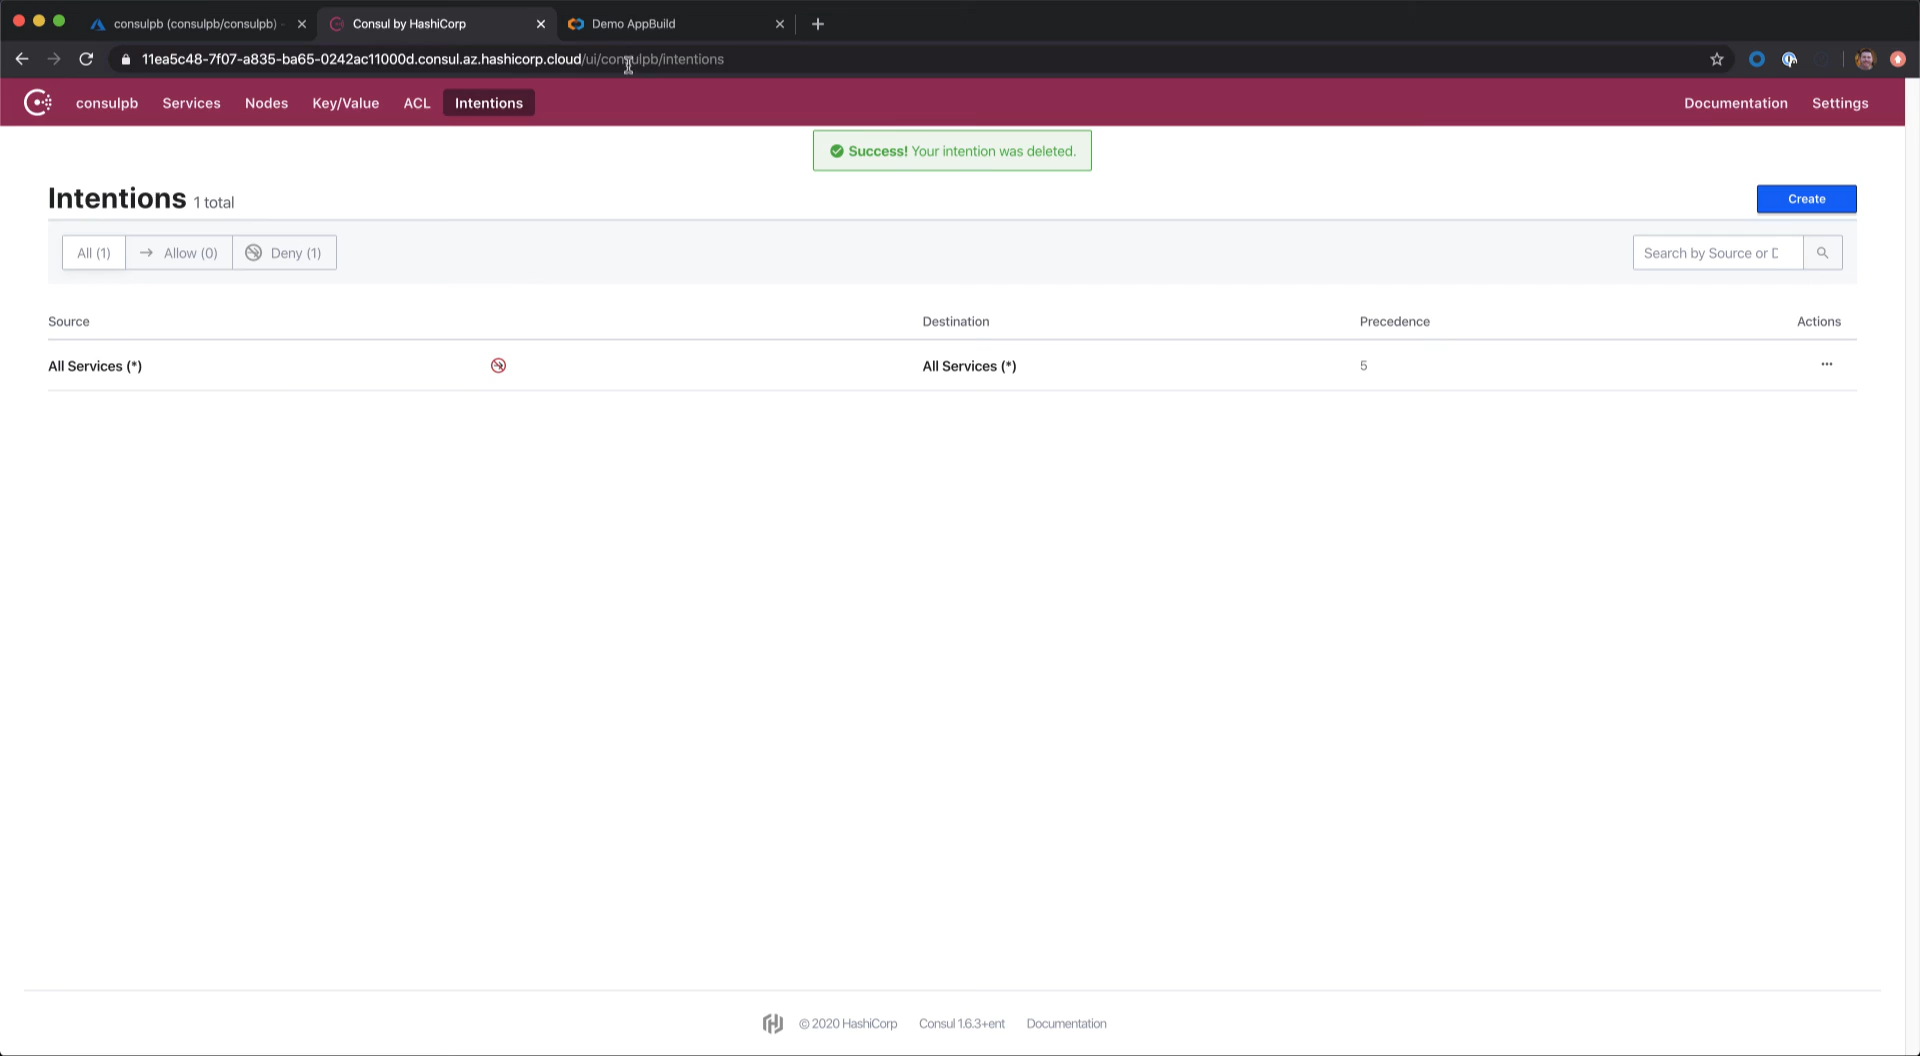 consulpb (consulpb/consulpb) -
Consul by HashiCorp
Demo AppBuild
11ea5c48-7f07-a835-ba65-0242ac11000d.consul.az.hashicorp.cloud/ui/consulpb/intentions
consulpb Services Nodes Key/Value ACL Intentions Documentation Settings
Success! Your intention was deleted.
Intentions 1 total
Create
All (1) Allow (0) Deny (1)
Search by Source or D
Source Destination Precedence Actions
All Services (*) All Services (*) 5 ...
© 2020 HashiCorp Consul 1.6.3+ent Documentation